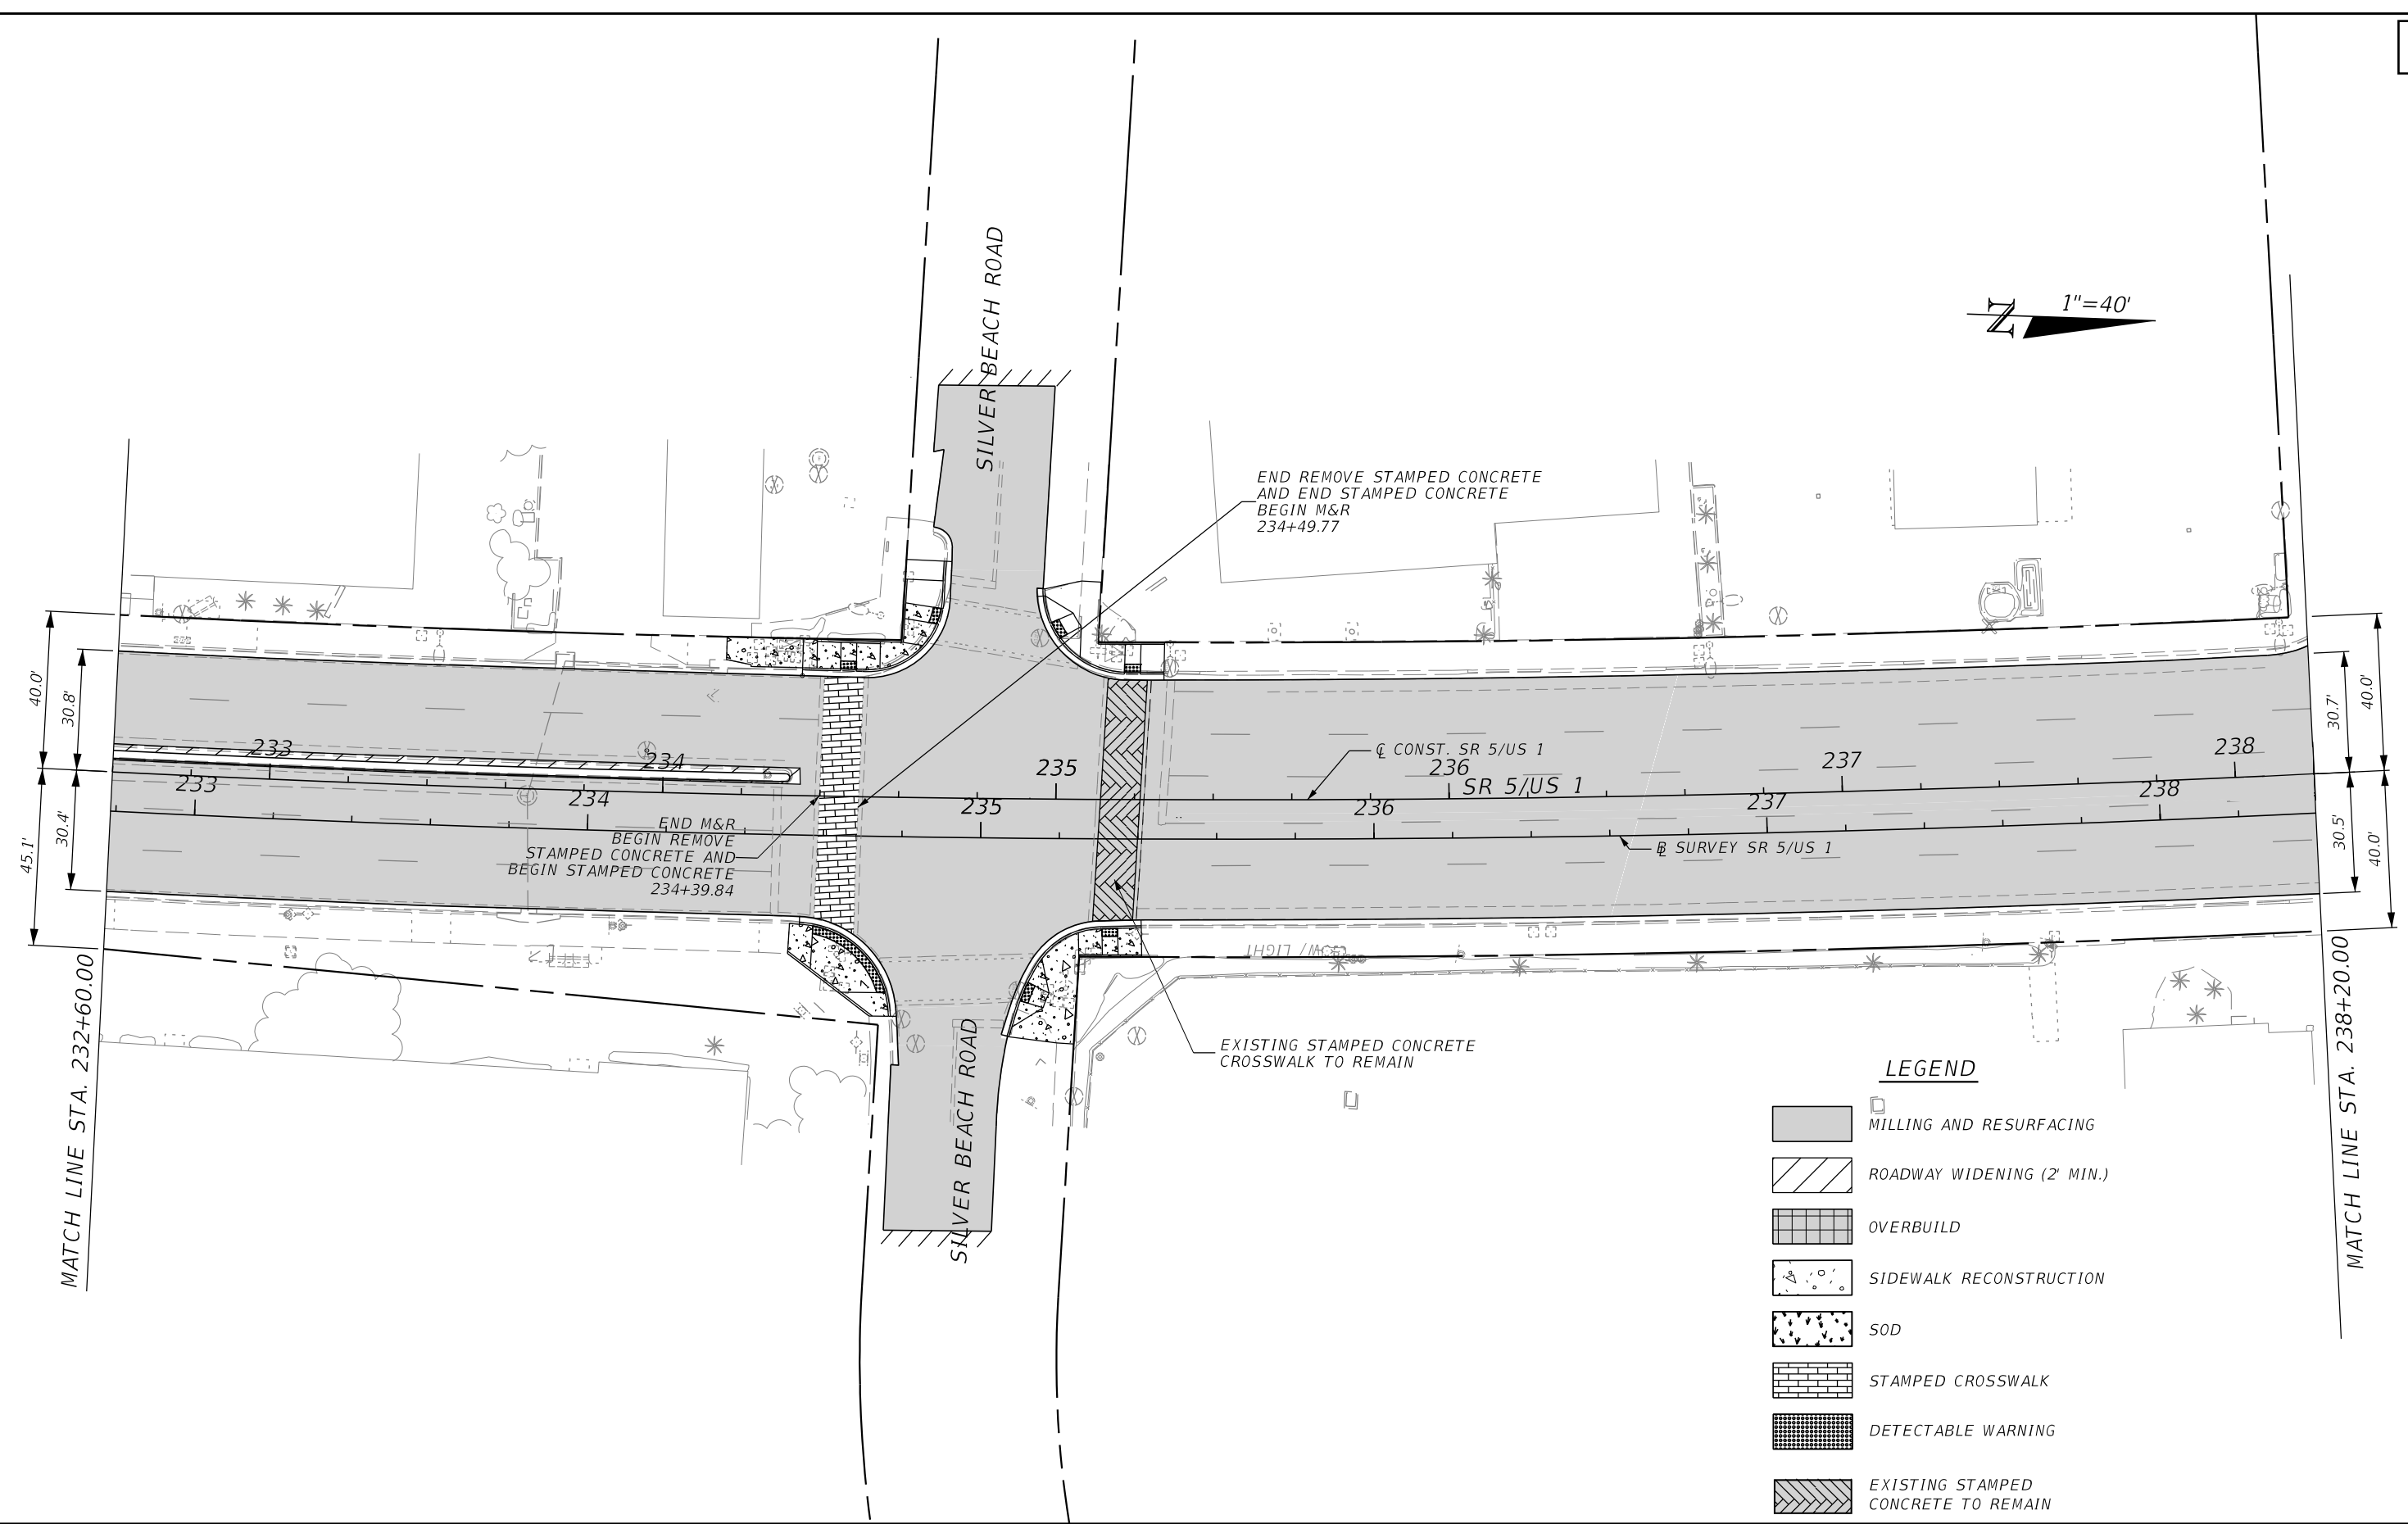 SILVER BEACH ROAD
N
1"=40'
END REMOVE STAMPED CONCRETE
AND END STAMPED CONCRETE
BEGIN M&R
234+49.77
40.0'
30.8'
45.1'
30.4'
233
234
235
236
237
238
233
234
235
236
237
238
℄ CONST. SR 5/US 1
SR 5/US 1
END M&R
BEGIN REMOVE
STAMPED CONCRETE AND
BEGIN STAMPED CONCRETE
234+39.84
SURVEY SR 5/US 1
30.7'
40.0'
30.5'
40.0'
EXISTING STAMPED CONCRETE
CROSSWALK TO REMAIN
SILVER BEACH ROAD
MATCH LINE STA. 232+60.00
MATCH LINE STA. 238+20.00
LEGEND
MILLING AND RESURFACING
ROADWAY WIDENING (2' MIN.)
OVERBUILD
SIDEWALK RECONSTRUCTION
SOD
STAMPED CROSSWALK
DETECTABLE WARNING
EXISTING STAMPED
CONCRETE TO REMAIN